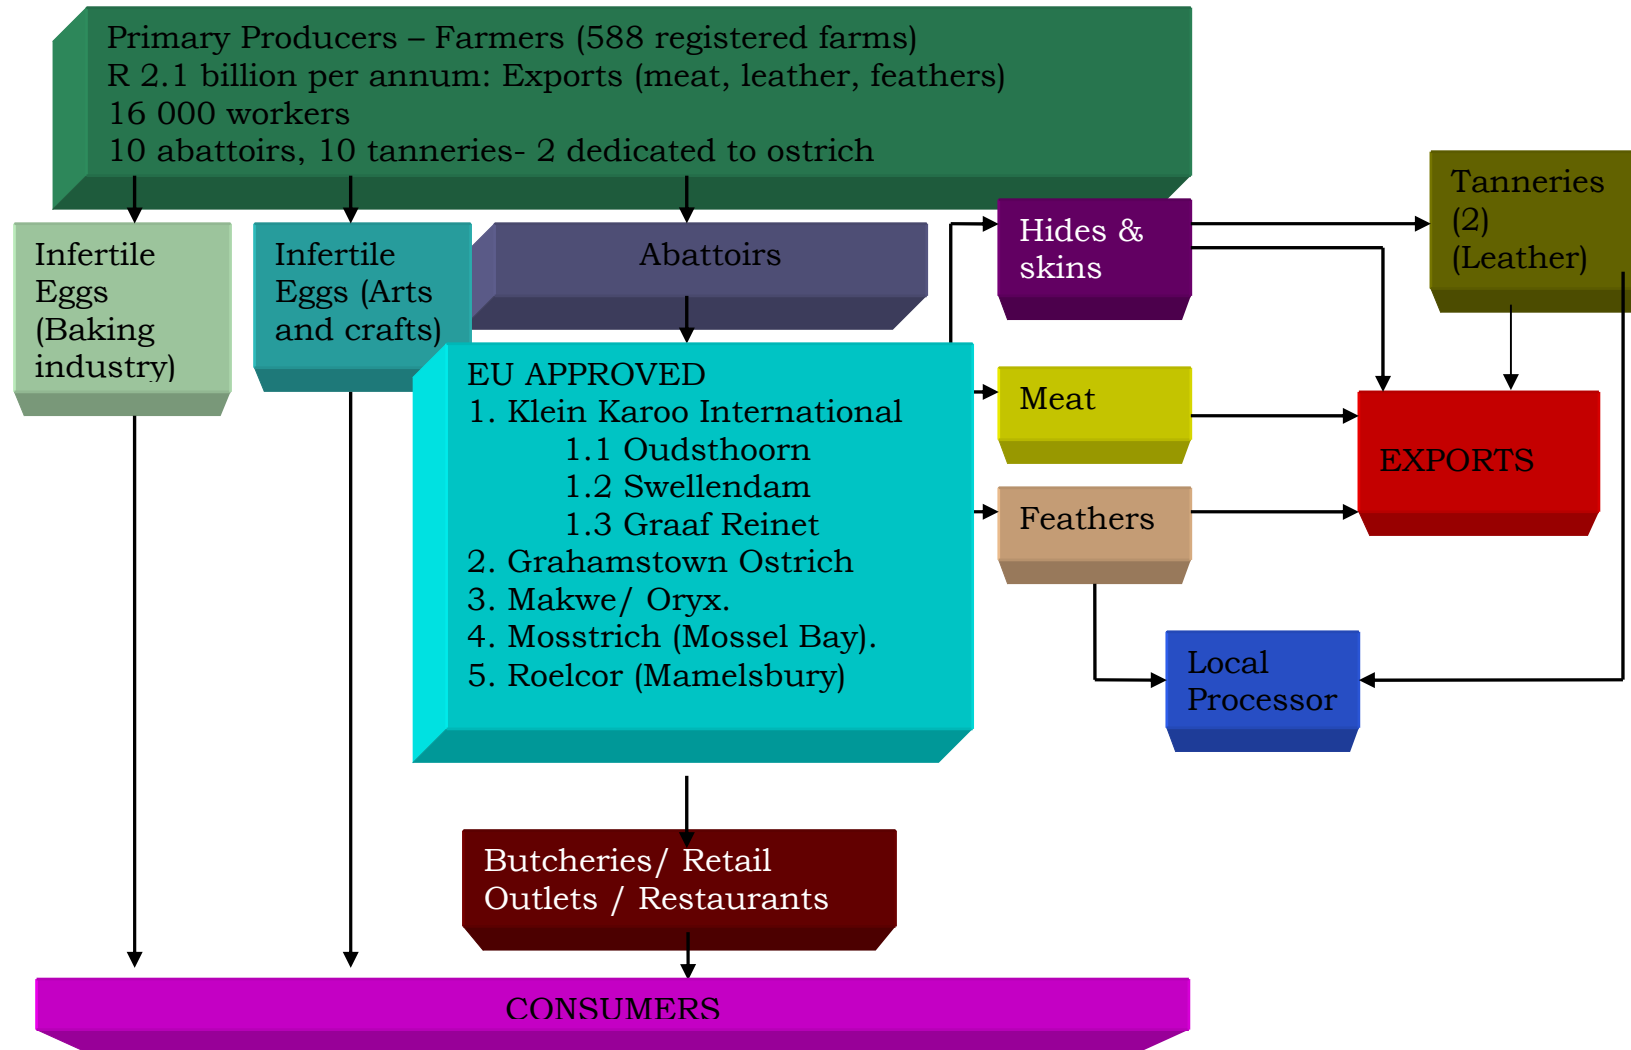 Primary Producers – Farmers (588 registered farms)
R 2.1 billion per annum: Exports (meat, leather, feathers)
16 000 workers
10 abattoirs, 10 tanneries- 2 dedicated to ostrich
Infertile
Eggs
(Baking
industry)
Infertile
Eggs (Arts
and crafts)
Abattoirs
Hides &
skins
Tanneries
(2)
(Leather)
EU APPROVED
1. Klein Karoo International
1.1 Oudsthoorn
1.2 Swellendam
1.3 Graaf Reinet
2. Grahamstown Ostrich
3. Makwe/ Oryx.
4. Mosstrich (Mossel Bay).
5. Roelcor (Mamelsbury)
Meat
Feathers
EXPORTS
Local
Processor
Butcheries/ Retail
Outlets / Restaurants
CONSUMERS